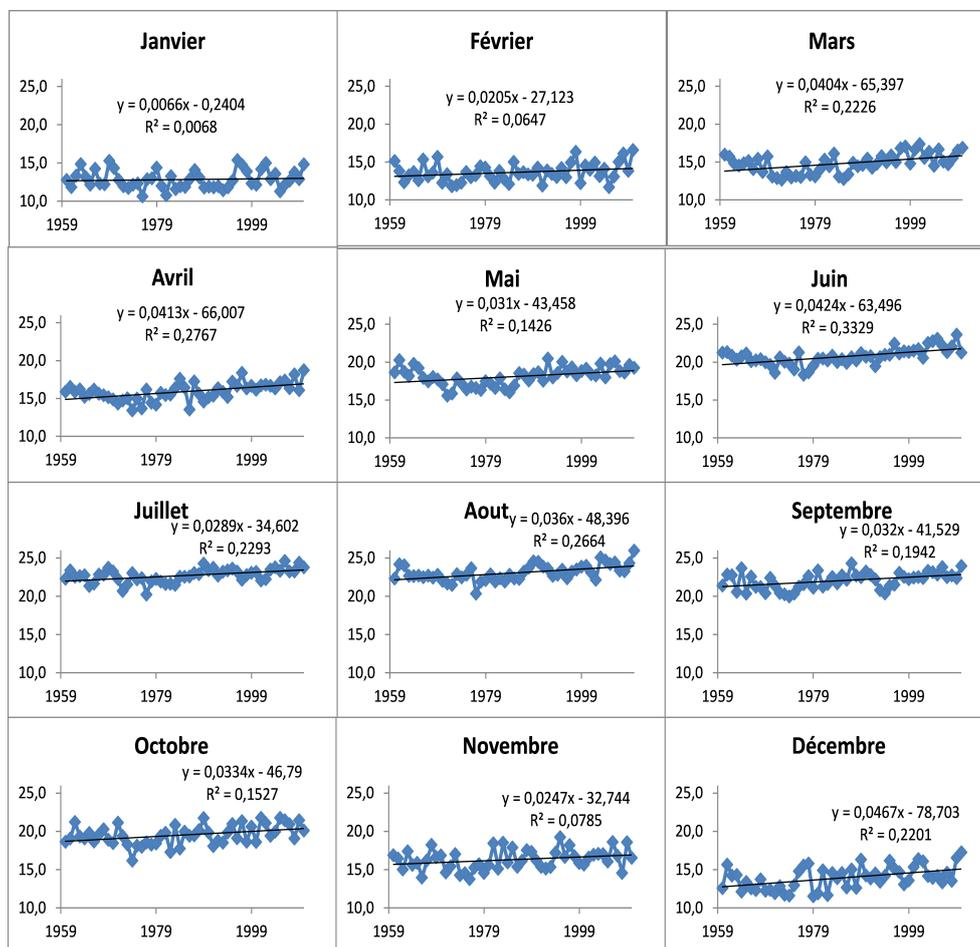 Janvier
y = 0,0066x - 0,2404
R² = 0,0068
25,0
20,0
15,0
10,0
1959
1979
1999
Février
y = 0,0205x - 27,123
R² = 0,0647
25,0
20,0
15,0
10,0
1959
1979
1999
Mars
y = 0,0404x - 65,397
R² = 0,2226
25,0
20,0
15,0
10,0
1959
1979
1999
Avril
y = 0,0413x - 66,007
R² = 0,2767
25,0
20,0
15,0
10,0
1959
1979
1999
Mai
y = 0,031x - 43,458
R² = 0,1426
25,0
20,0
15,0
10,0
1959
1979
1999
Juin
y = 0,0424x - 63,496
R² = 0,3329
25,0
20,0
15,0
10,0
1959
1979
1999
Juillet
y = 0,0289x - 34,602
R² = 0,2293
25,0
20,0
15,0
10,0
1959
1979
1999
Aout
y = 0,036x - 48,396
R² = 0,2664
25,0
20,0
15,0
10,0
1959
1979
1999
Septembre
y = 0,032x - 41,529
R² = 0,1942
25,0
20,0
15,0
10,0
1959
1979
1999
Octobre
y = 0,0334x - 46,79
R² = 0,1527
25,0
20,0
15,0
10,0
1959
1979
1999
Novembre
y = 0,0247x - 32,744
R² = 0,0785
25,0
20,0
15,0
10,0
1959
1979
1999
Décembre
y = 0,0467x - 78,703
R² = 0,2201
25,0
20,0
15,0
10,0
1959
1979
1999